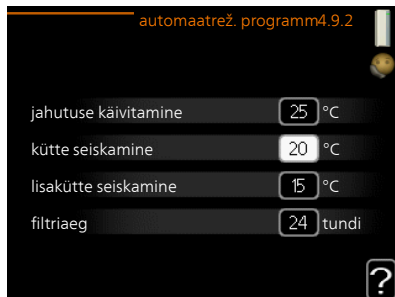 automaatrež. programm4.9.2
jahutuse käivitamine 25 °C
kütte seiskamine 20 °C
lisakütte seiskamine 15 °C
filtriaeg 24 tundi
?